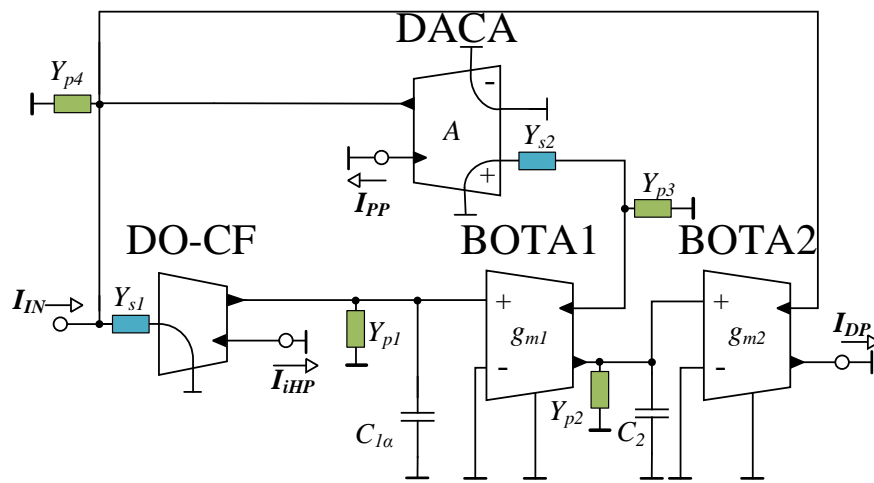 DACA
Y_{p4}
-
A
Y_{s2}
+
Y_{p3}
I_{PP}
DO-CF
BOTA1
BOTA2
I_{IN}
Y_{s1}
+
g_{m1}
-
+
g_{m2}
-
I_{DP}
Y_{p1}
I_{iHP}
Y_{p2}
C_{1α}
C_2